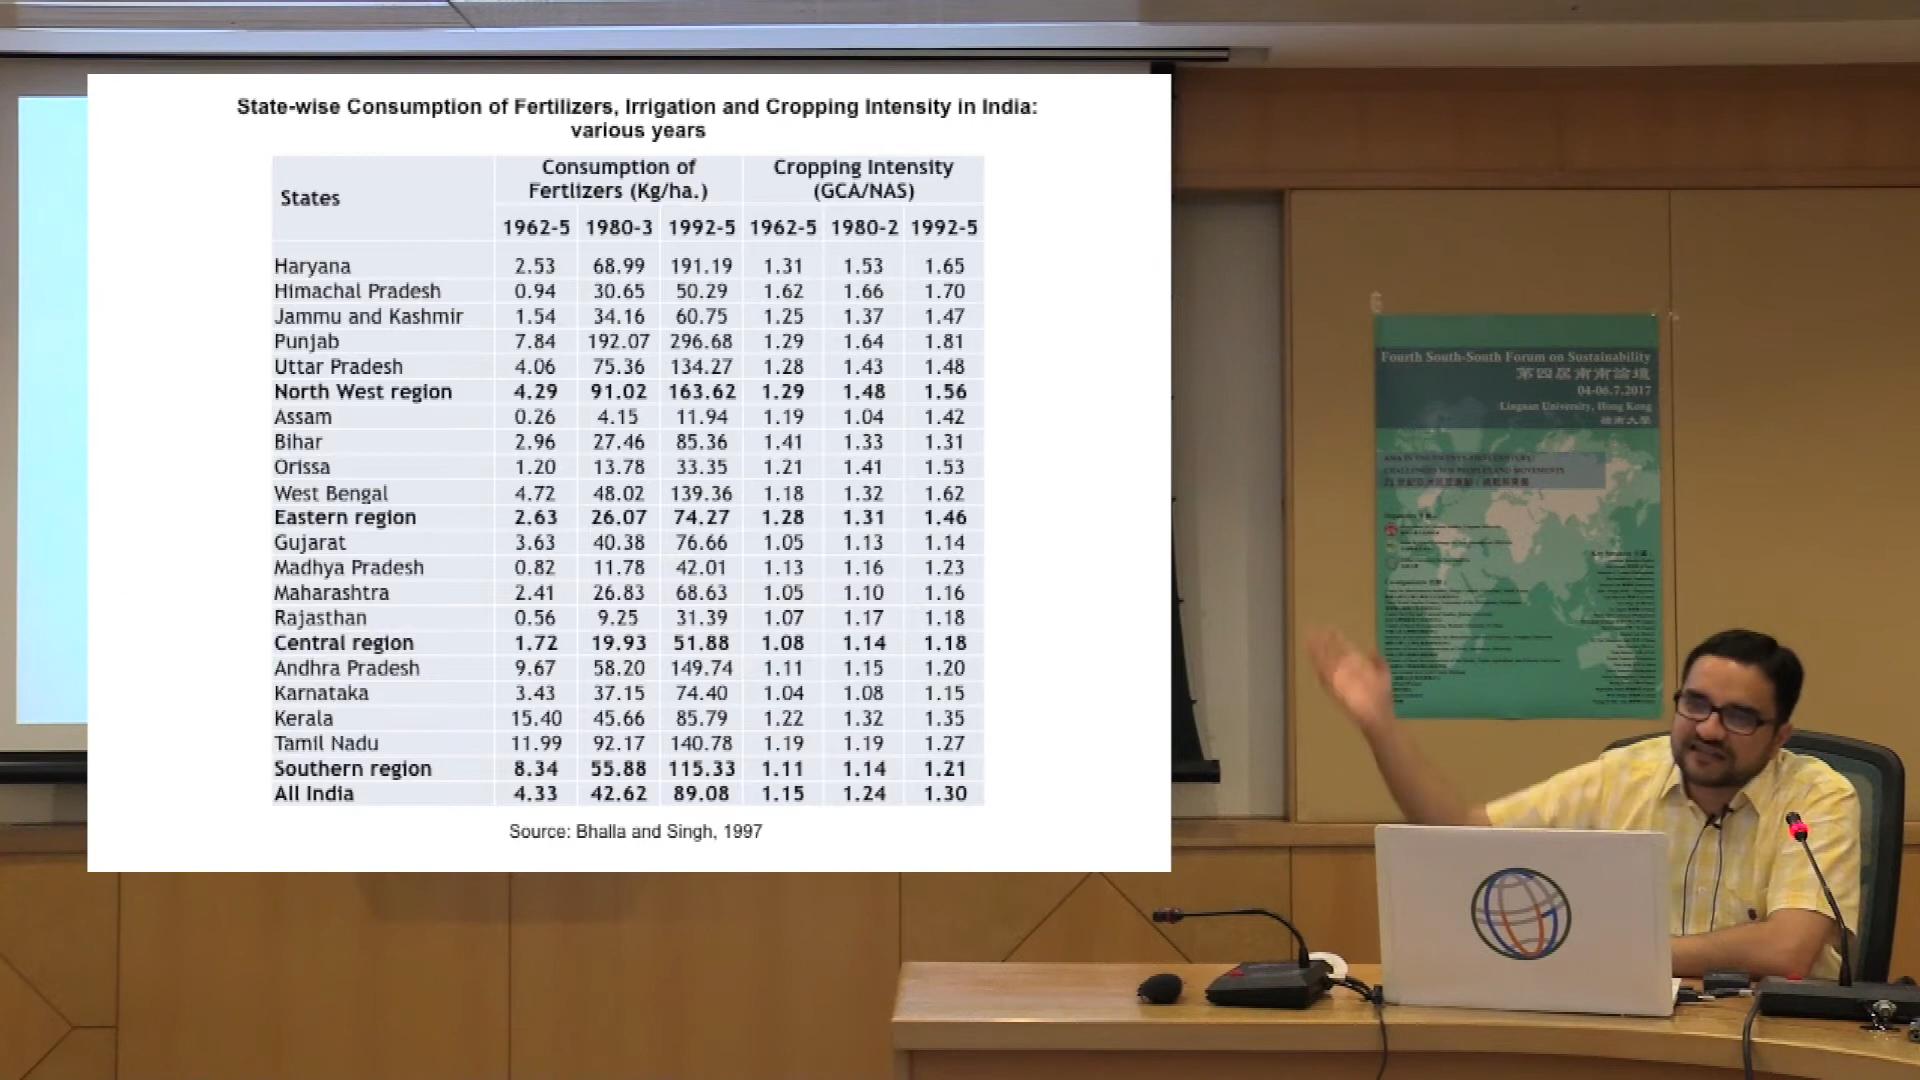 State-wise Consumption of Fertilizers, Irrigation and Cropping Intensity in India:
various years
States
Consumption of
Fertlizers (Kg/ha.)
Cropping Intensity
(GCA/NAS)
1962-5 1980-3 1992-5 1962-5 1980-2 1992-5
Haryana 2.53 68.99 191.19 1.31 1.53 1.65
Himachal Pradesh 0.94 30.65 50.29 1.62 1.66 1.70
Jammu and Kashmir 1.54 34.16 60.75 1.25 1.37 1.47
Punjab 7.84 192.07 296.68 1.29 1.64 1.81
Uttar Pradesh 4.06 75.36 134.27 1.28 1.43 1.48
North West region 4.29 91.02 163.62 1.29 1.48 1.56
Assam 0.26 4.15 11.94 1.19 1.04 1.42
Bihar 2.96 27.46 85.36 1.41 1.33 1.31
Orissa 1.20 13.78 33.35 1.21 1.41 1.53
West Bengal 4.72 48.02 139.36 1.18 1.32 1.62
Eastern region 2.63 26.07 74.27 1.28 1.31 1.46
Gujarat 3.63 40.38 76.66 1.05 1.13 1.14
Madhya Pradesh 0.82 11.78 42.01 1.13 1.16 1.23
Maharashtra 2.41 26.83 68.63 1.05 1.10 1.16
Rajasthan 0.56 9.25 31.39 1.07 1.17 1.18
Central region 1.72 19.93 51.88 1.08 1.14 1.18
Andhra Pradesh 9.67 58.20 149.74 1.11 1.15 1.20
Karnataka 3.43 37.15 74.40 1.04 1.08 1.15
Kerala 15.40 45.66 85.79 1.22 1.32 1.35
Tamil Nadu 11.99 92.17 140.78 1.19 1.19 1.27
Southern region 8.34 55.88 115.33 1.11 1.14 1.21
All India 4.33 42.62 89.08 1.15 1.24 1.30
Source: Bhalla and Singh, 1997
Fourth South-South Forum on Sustainability
第四屆南南論壇
04-06.7.2017
Lingnan University, Hong Kong
嶺南大學
ASIA IN THE TWENTY-FIRST CENTURY:
CHALLENGES FOR PEOPLES AND MOVEMENTS